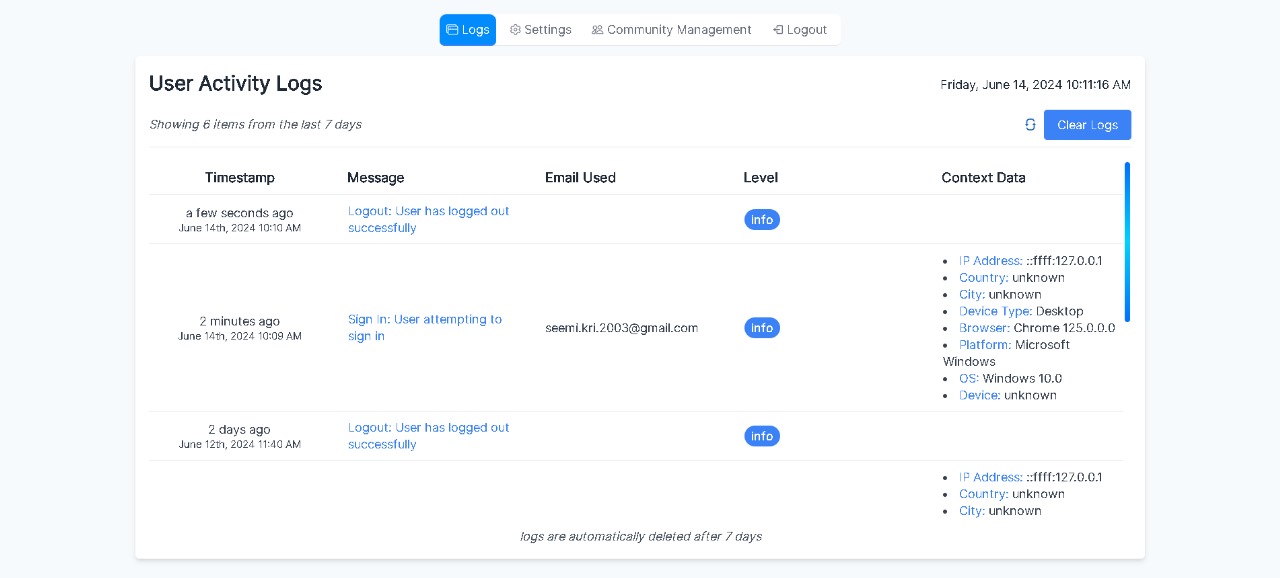 Logs Settings Community Management Logout
User Activity Logs
Friday, June 14, 2024 10:11:16 AM
Showing 6 items from the last 7 days
Clear Logs
Timestamp Message Email Used Level Context Data
a few seconds ago
June 14th, 2024 10:10 AM
Logout: User has logged out
successfully
info
2 minutes ago
June 14th, 2024 10:09 AM
Sign In: User attempting to
sign in
seemi.kri.2003@gmail.com
info
• IP Address: ::ffff:127.0.0.1
• Country: unknown
• City: unknown
• Device Type: Desktop
• Browser: Chrome 125.0.0.0
• Platform: Microsoft
Windows
• OS: Windows 10.0
• Device: unknown
2 days ago
June 12th, 2024 11:40 AM
Logout: User has logged out
successfully
info
• IP Address: ::ffff:127.0.0.1
• Country: unknown
• City: unknown
logs are automatically deleted after 7 days